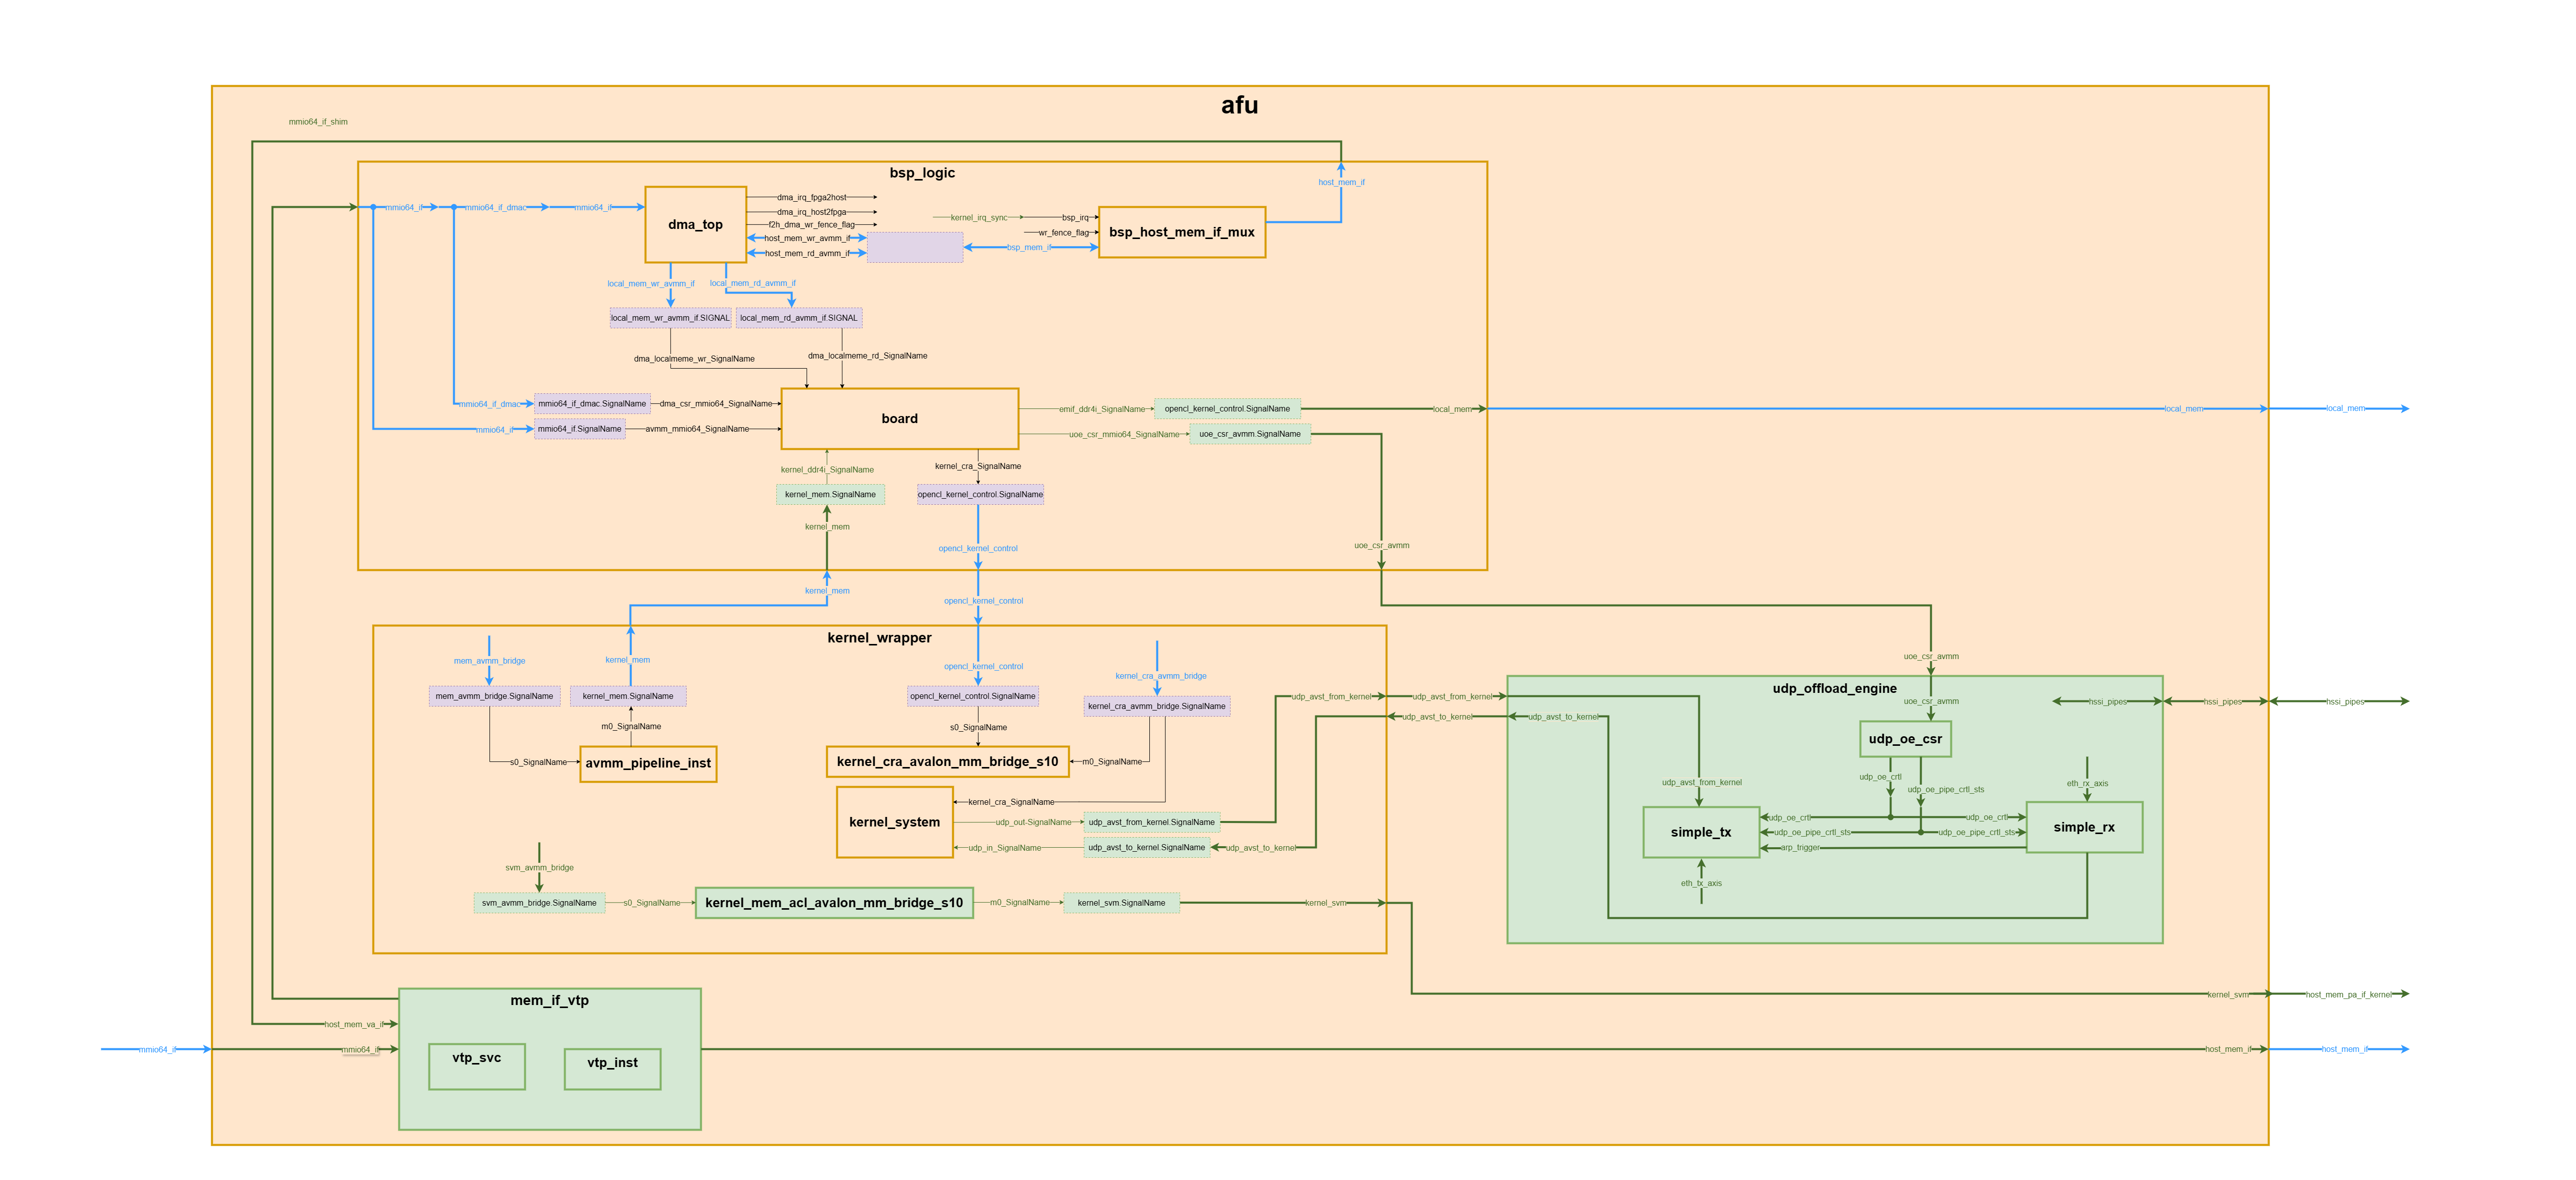 afu
mmio64_if_shim
bsp_logic
host_mem_if
dma_top
dma_irq_fpga2host
dma_irq_host2fpga
f2h_dma_wr_fence_flag
host_mem_wr_avmm_if
host_mem_rd_avmm_if
mmio64_if
mmio64_if_dmac
mmio64_if
kernel_irq_sync
bsp_irq
wr_fence_flag
bsp_mem_if
bsp_host_mem_if_mux
local_mem_wr_avmm_if
local_mem_rd_avmm_if
local_mem_wr_avmm_if.SIGNAL
local_mem_rd_avmm_if.SIGNAL
dma_localmeme_wr_SignalName
dma_localmeme_rd_SignalName
mmio64_if_dmac
mmio64_if_dmac.SignalName
dma_csr_mmio64_SignalName
mmio64_if
mmio64_if.SignalName
avmm_mmio64_SignalName
board
emif_ddr4i_SignalName
opencl_kernel_control.SignalName
local_mem
local_mem
local_mem
uoe_csr_mmio64_SignalName
uoe_csr_avmm.SignalName
kernel_ddr4i_SignalName
kernel_cra_SignalName
kernel_mem.SignalName
opencl_kernel_control.SignalName
kernel_mem
opencl_kernel_control
uoe_csr_avmm
kernel_mem
opencl_kernel_control
kernel_wrapper
mem_avmm_bridge
kernel_mem
opencl_kernel_control
kernel_cra_avmm_bridge
mem_avmm_bridge.SignalName
kernel_mem.SignalName
opencl_kernel_control.SignalName
kernel_cra_avmm_bridge.SignalName
m0_SignalName
s0_SignalName
s0_SignalName
avmm_pipeline_inst
kernel_cra_avalon_mm_bridge_s10
m0_SignalName
kernel_cra_SignalName
kernel_system
udp_out-SignalName
udp_avst_from_kernel.SignalName
udp_in_SignalName
udp_avst_to_kernel.SignalName
udp_avst_to_kernel
udp_avst_from_kernel
udp_avst_from_kernel
udp_avst_to_kernel
udp_avst_to_kernel
svm_avmm_bridge
svm_avmm_bridge.SignalName
s0_SignalName
kernel_mem_acl_avalon_mm_bridge_s10
m0_SignalName
kernel_svm.SignalName
kernel_svm
uoe_csr_avmm
udp_offload_engine
uoe_csr_avmm
hssi_pipes
hssi_pipes
hssi_pipes
udp_oe_csr
udp_oe_crtl
udp_oe_pipe_crtl_sts
eth_rx_axis
udp_avst_from_kernel
simple_tx
udp_oe_crtl
udp_oe_crtl
udp_oe_pipe_crtl_sts
udp_oe_pipe_crtl_sts
arp_trigger
simple_rx
eth_tx_axis
kernel_svm
host_mem_pa_if_kernel
mem_if_vtp
host_mem_va_if
mmio64_if
mmio64_if
vtp_svc
vtp_inst
host_mem_if
host_mem_if